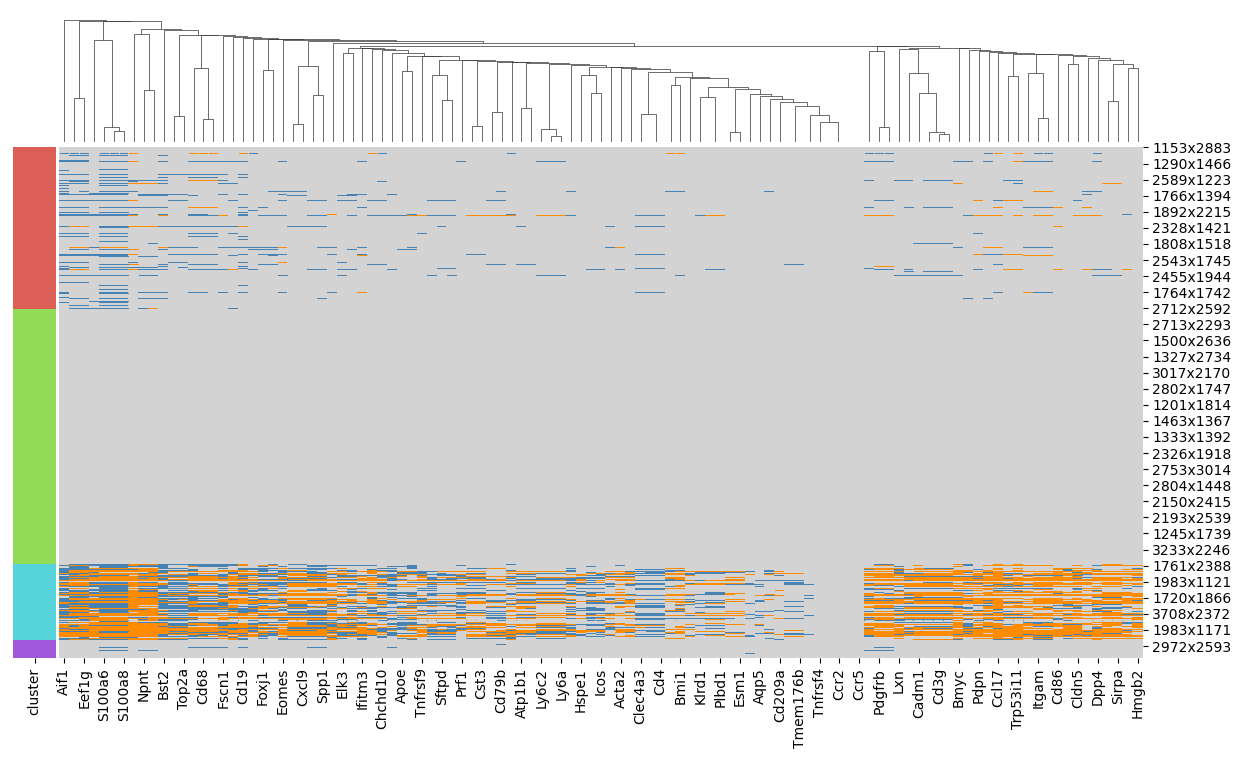 1153x2883
1290x1466
2589x1223
1766x1394
1892x2215
2328x1421
1808x1518
2543x1745
2455x1944
1764x1742
2712x2592
2713x2293
1500x2636
1327x2734
3017x2170
2802x1747
1201x1814
1463x1367
1333x1392
2326x1918
2753x3014
2804x1448
2150x2415
2193x2539
1245x1739
3233x2246
1761x2388
1983x1121
1720x1866
3708x2372
1983x1171
2972x2593
cluster
Aif1
Eef1g
S100a6
S100a8
Npnt
Bst2
Top2a
Cd68
Fscn1
Cd19
Foxj1
Eomes
Cxcl9
Spp1
Elk3
Ifitm3
Chchd10
Apoe
Tnfrsf9
Sftpd
Prf1
Cst3
Cd79b
Atp1b1
Ly6c2
Ly6a
Hspe1
Icos
Acta2
Clec4a3
Cd4
Bmi1
Klrd1
Plbd1
Esm1
Aqp5
Cd209a
Tmem176b
Tnfrsf4
Ccr2
Ccr5
Pdgfrb
Lxn
Cadm1
Cd3g
Bmyc
Pdpn
Ccl17
Trp53i11
Itgam
Cd86
Cldn5
Dpp4
Sirpa
Hmgb2